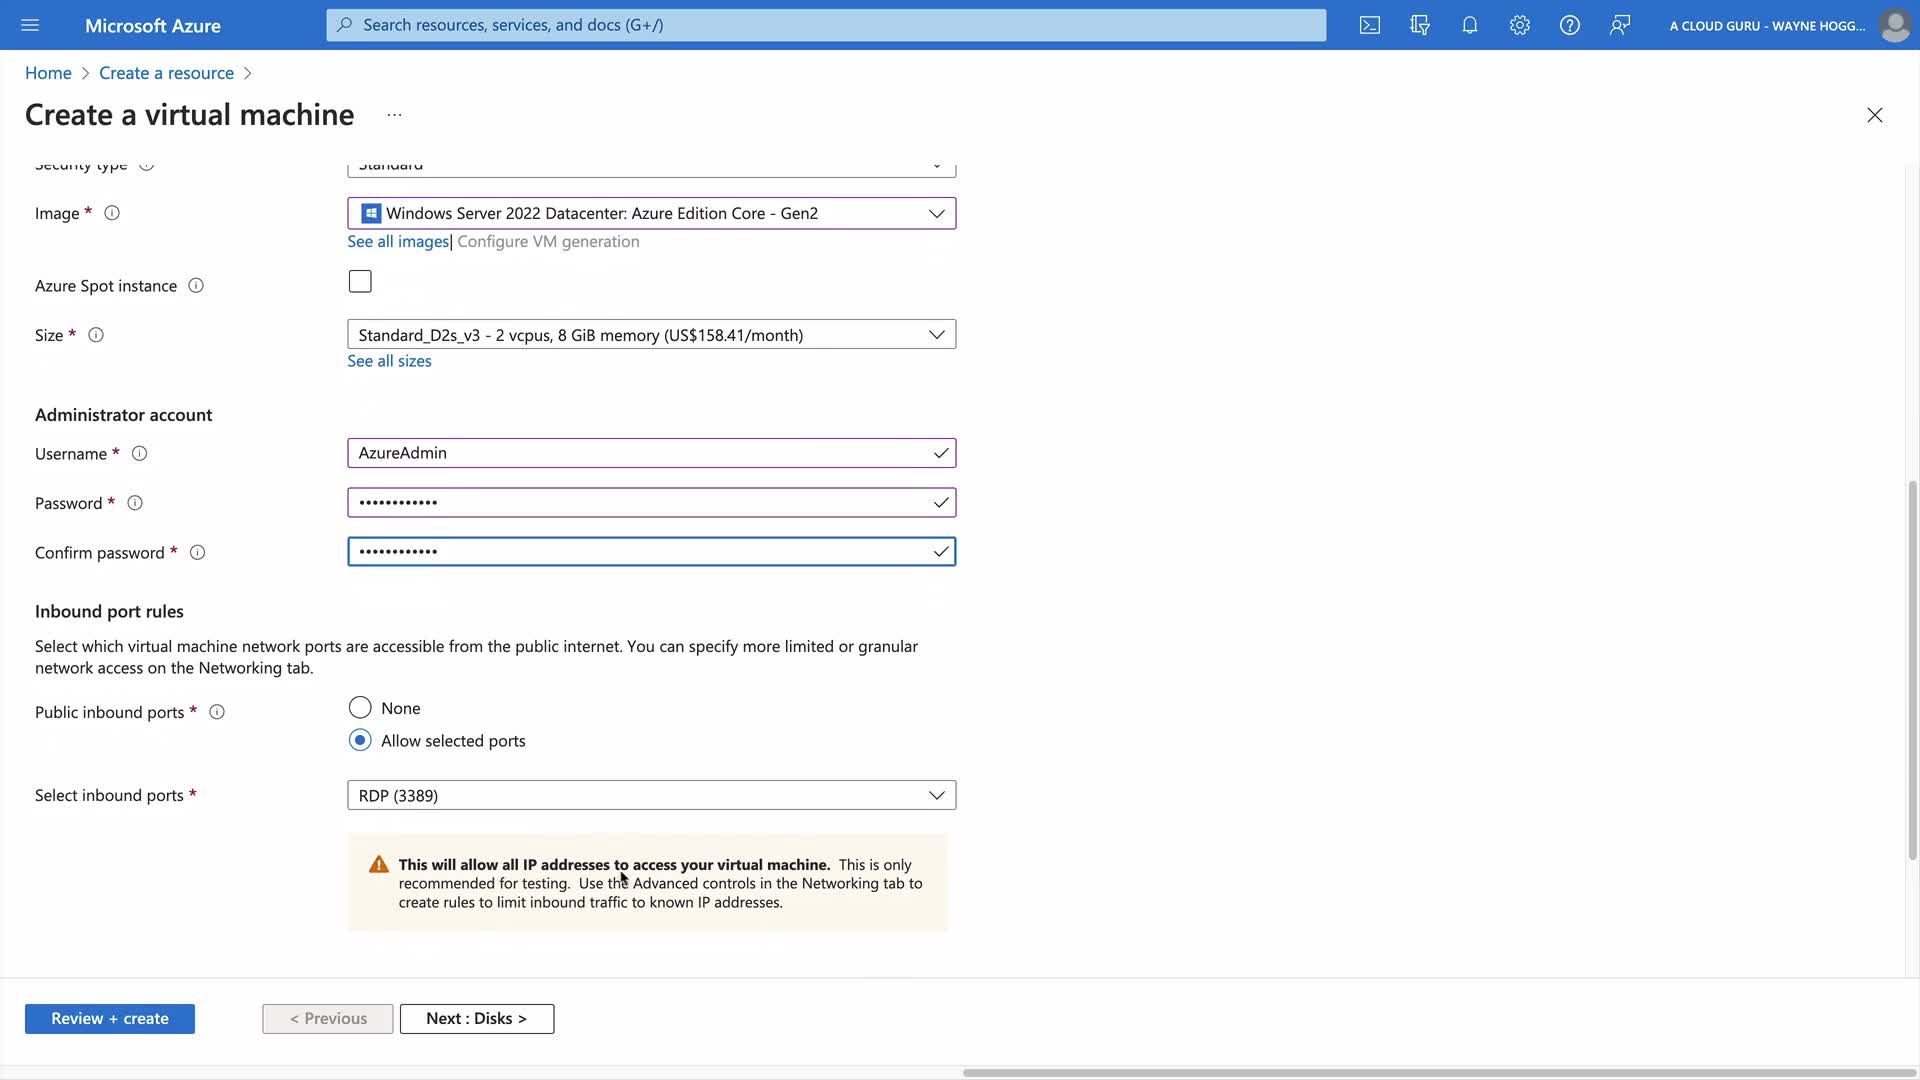 Microsoft Azure
Search resources, services, and docs (G+/)
A CLOUD GURU - WAYNE HOGG...
Home > Create a resource >
Create a virtual machine ...
Security type
Standard
Image *
Windows Server 2022 Datacenter: Azure Edition Core - Gen2
See all images| Configure VM generation
Azure Spot instance
Size *
Standard_D2s_v3 - 2 vcpus, 8 GiB memory (US$158.41/month)
See all sizes
Administrator account
Username *
AzureAdmin
Password *
••••••••••••
Confirm password *
••••••••••••
Inbound port rules
Select which virtual machine network ports are accessible from the public internet. You can specify more limited or granular
network access on the Networking tab.
Public inbound ports *
None
Allow selected ports
Select inbound ports *
RDP (3389)
This will allow all IP addresses to access your virtual machine. This is only
recommended for testing. Use the Advanced controls in the Networking tab to
create rules to limit inbound traffic to known IP addresses.
Review + create
< Previous
Next : Disks >